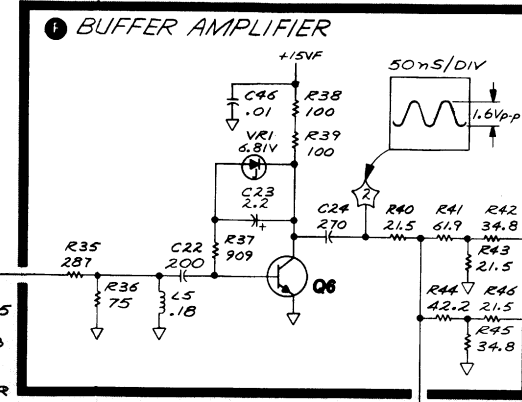 F BUFFER AMPLIFIER
+15VF
50nS/DIV
C46
.01
R38
100
R39
100
VR1
6.81V
1.6Vp-p
2
C23
2.2
+
C24
270
R40
21.5
R41
61.9
R42
34.8
R35
287
C22
200
R37
909
R43
21.5
R36
75
L5
.18
Q6
R44
42.2
R46
21.5
R45
34.8
5
R